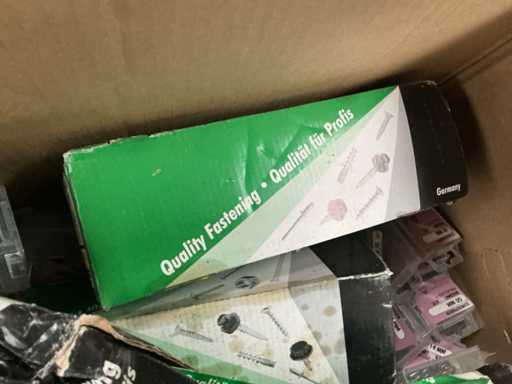 Quality Fastening • Qualität für Profis
Germany